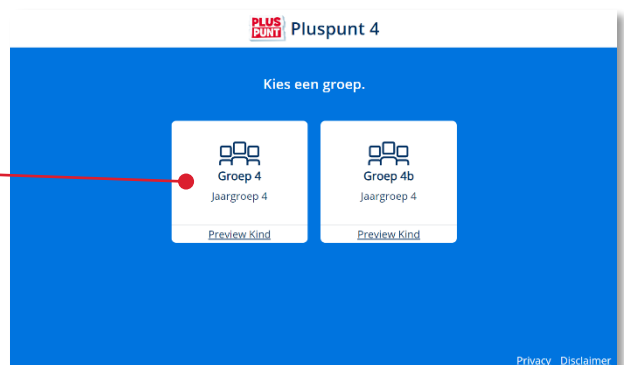 PLUS PUNT Pluspunt 4
Kies een groep.
Groep 4
Jaargroep 4
Preview Kind
Groep 4b
Jaargroep 4
Preview Kind
Privacy Disclaimer